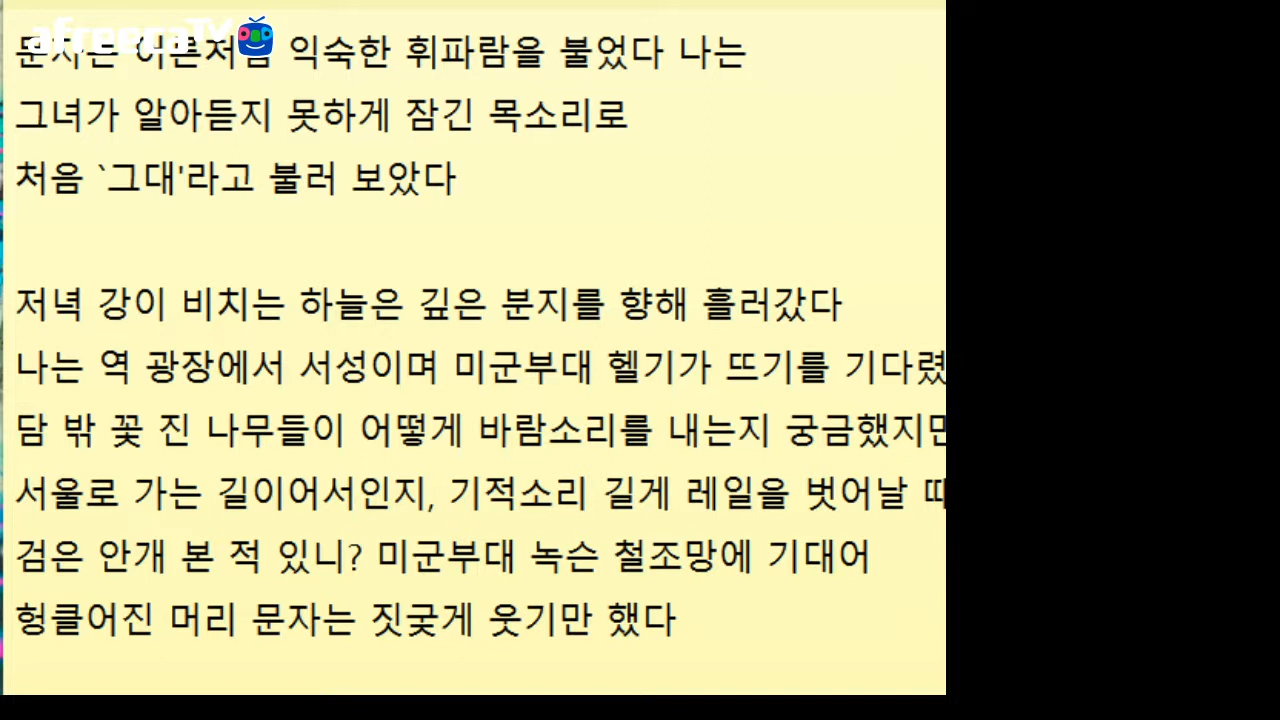 afreecaTV
문자는 어른처럼 익숙한 휘파람을 불었다 나는
그녀가 알아듣지 못하게 잠긴 목소리로
처음 `그대'라고 불러 보았다
저녁 강이 비치는 하늘은 깊은 분지를 향해 흘러갔다
나는 역 광장에서 서성이며 미군부대 헬기가 뜨기를 기다렸
담 밖 꽃 진 나무들이 어떻게 바람소리를 내는지 궁금했지만
서울로 가는 길이어서인지, 기적소리 길게 레일을 벗어날
검은 안개 본 적 있니? 미군부대 녹슨 철조망에 기대어
헝클어진 머리 문자는 짓궂게 웃기만 했다